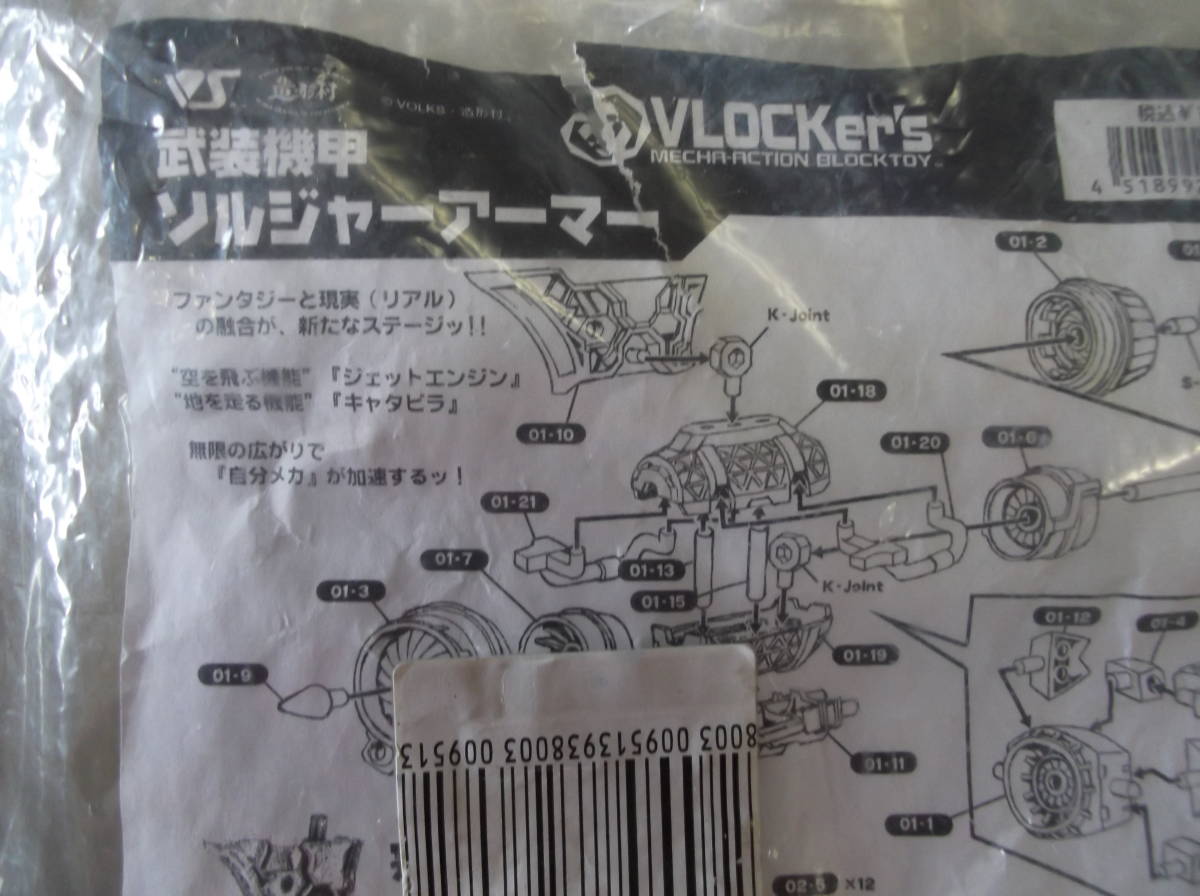 VS 造形村
© VOLKS・造形村
武装機甲
ソルジャーアーマー
VLOCKer's
MECHA-ACTION BLOCKTOY
税込¥
4 51899
ファンタジーと現実(リアル)
の融合が、新たなステージッ!!
"空を飛ぶ機能" 『ジェットエンジン』
"地を走る機能" 『キャタピラ』
無限の広がりで
『自分メカ』が加速するッ!
01-2
K-Joint
01-18
01-10
01-20
01-6
01-21
01-7
01-13
K-Joint
01-15
01-3
01-12
01-4
01-19
01-9
8003 009513938003 009513
01-11
01-1
02-5 ×12